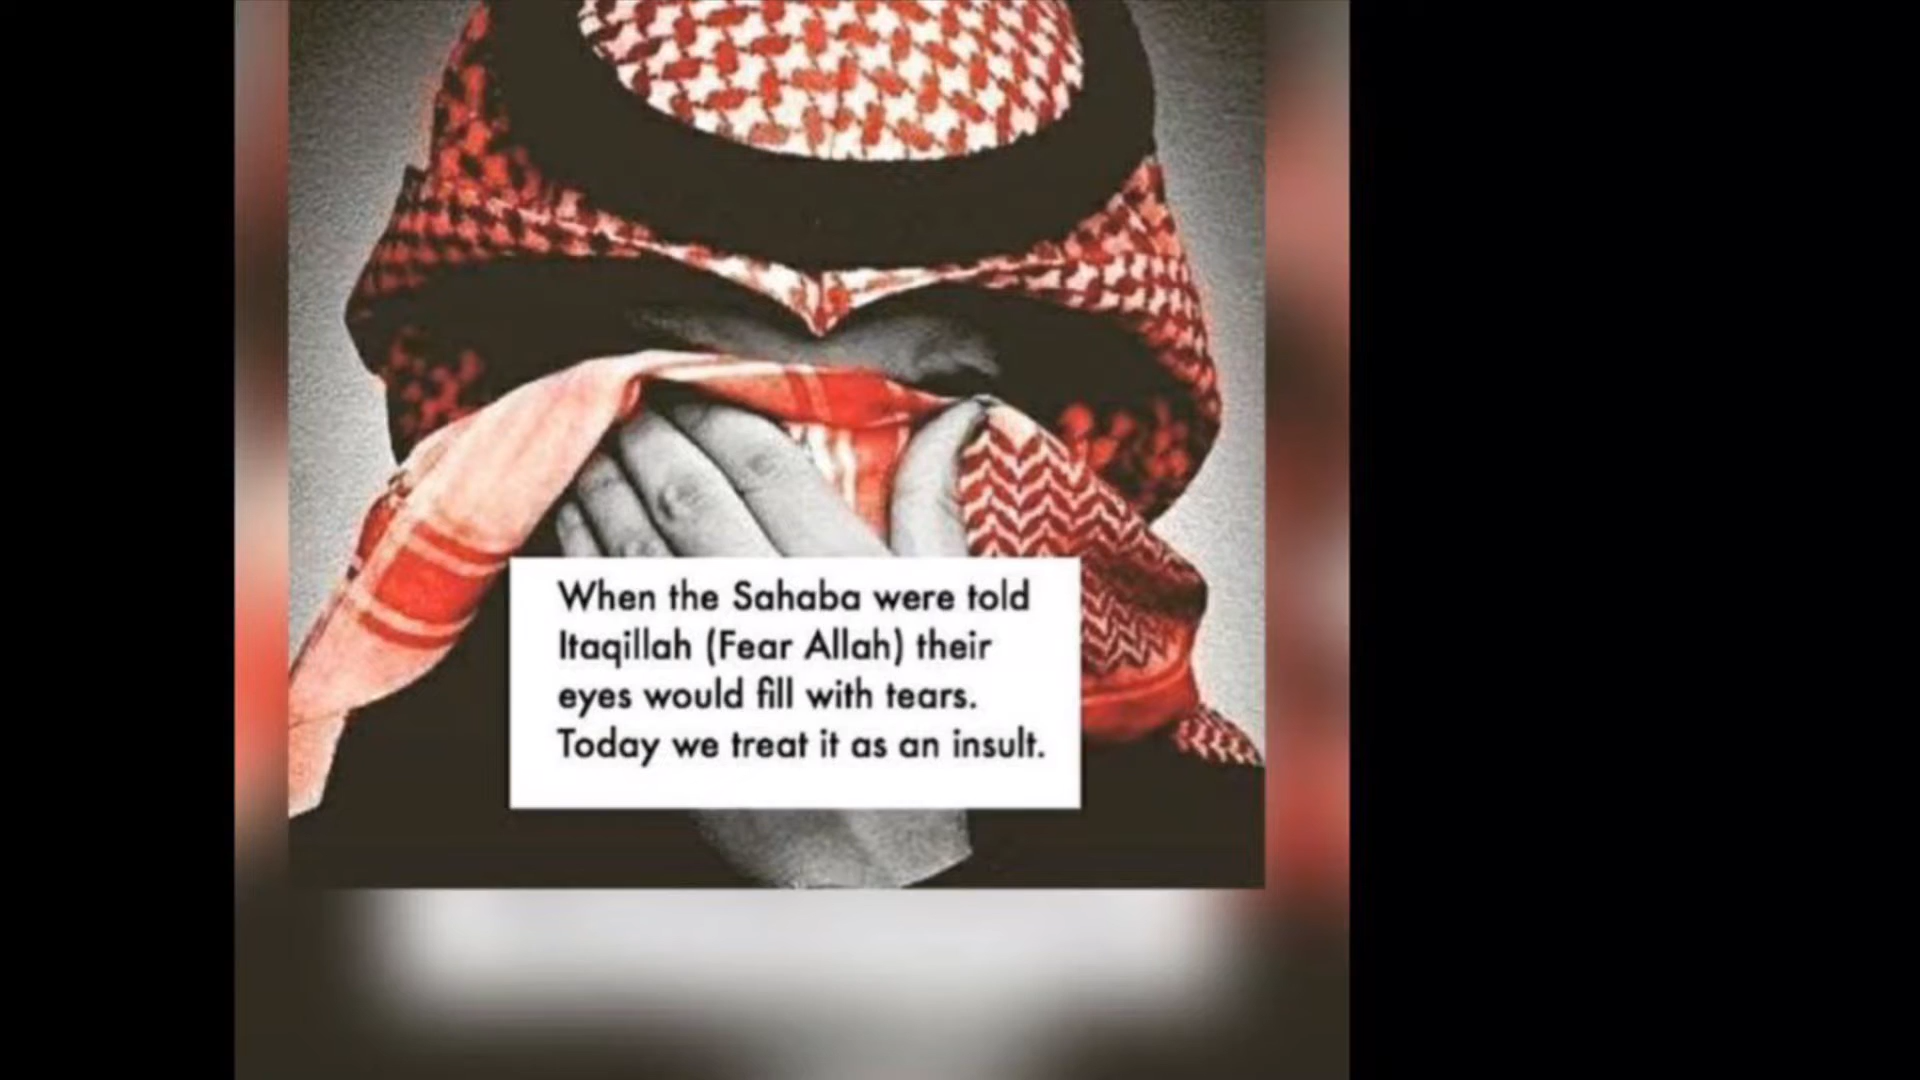 When the Sahaba were told
Itaqillah (Fear Allah) their
eyes would fill with tears.
Today we treat it as an insult.